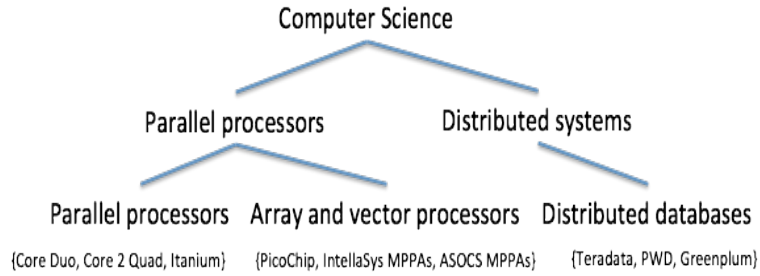 Computer Science
Parallel processors
Distributed systems
Parallel processors
Array and vector processors
Distributed databases
{Core Duo, Core 2 Quad, Itanium}
{PicoChip, IntellaSys MPPAs, ASOCS MPPAs}
{Teradata, PWD, Greenplum}